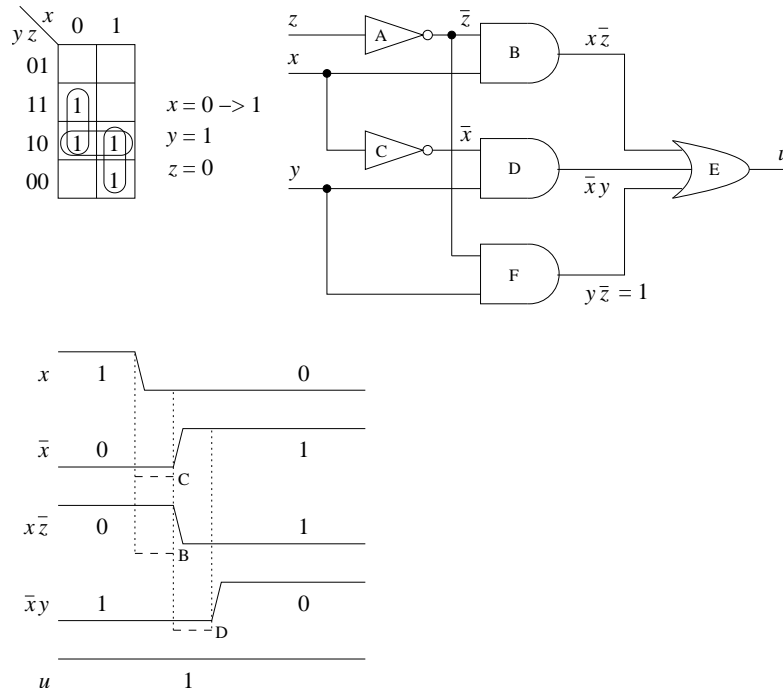 x
y z
0 1
01
11 1
10 1 1
00 1
x = 0 –> 1
y = 1
z = 0
z A z̅ B x z̅
x
C x̅ D x̅ y E u
y
F y z̅ = 1
x 1 0
x̅ 0 1
C
x z̅ 0 1
B
x̅ y 1 0
D
u 1